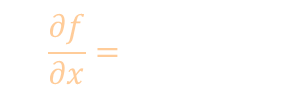 ∂f/∂x =